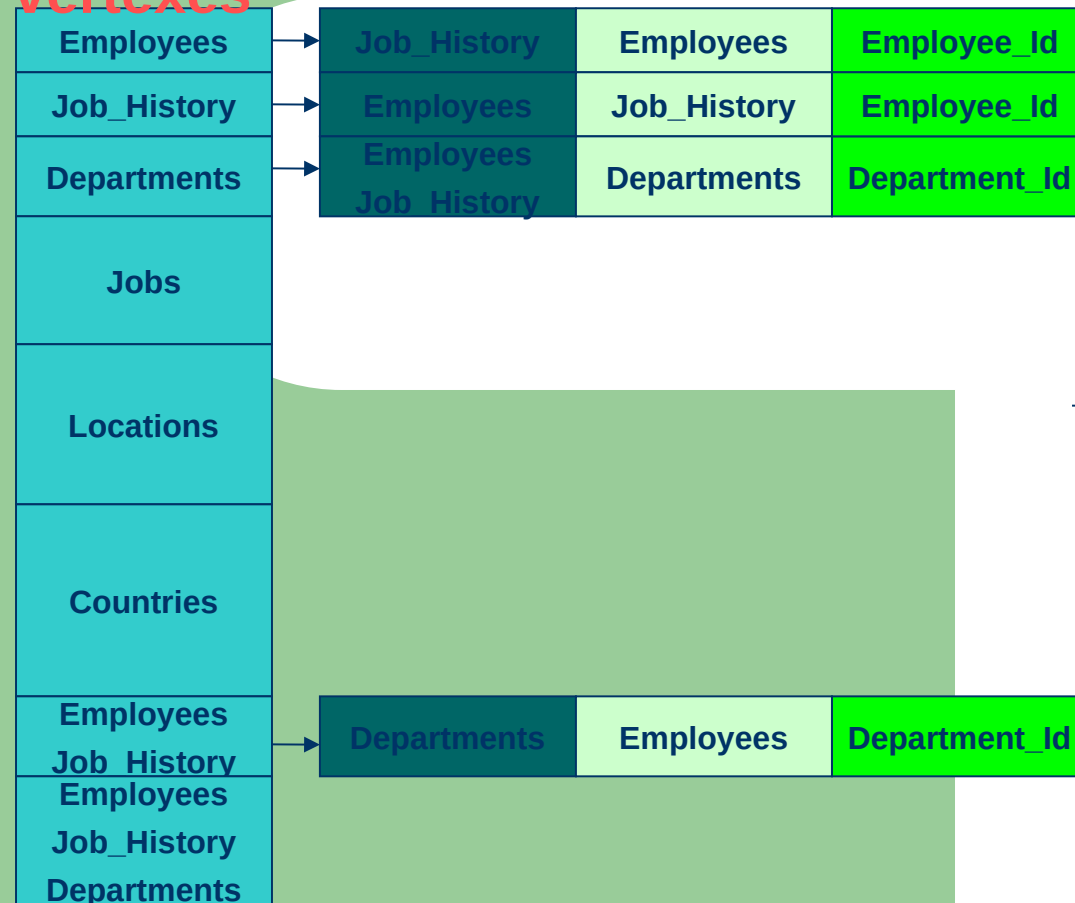 Vertexes
Employees Job_History Employees Employee_Id
Job_History Employees Job_History Employee_Id
Departments Employees Job_History Departments Department_Id
Jobs
Locations
Countries
Employees Job_History Departments Employees Department_Id
Employees
Job_History
Departments